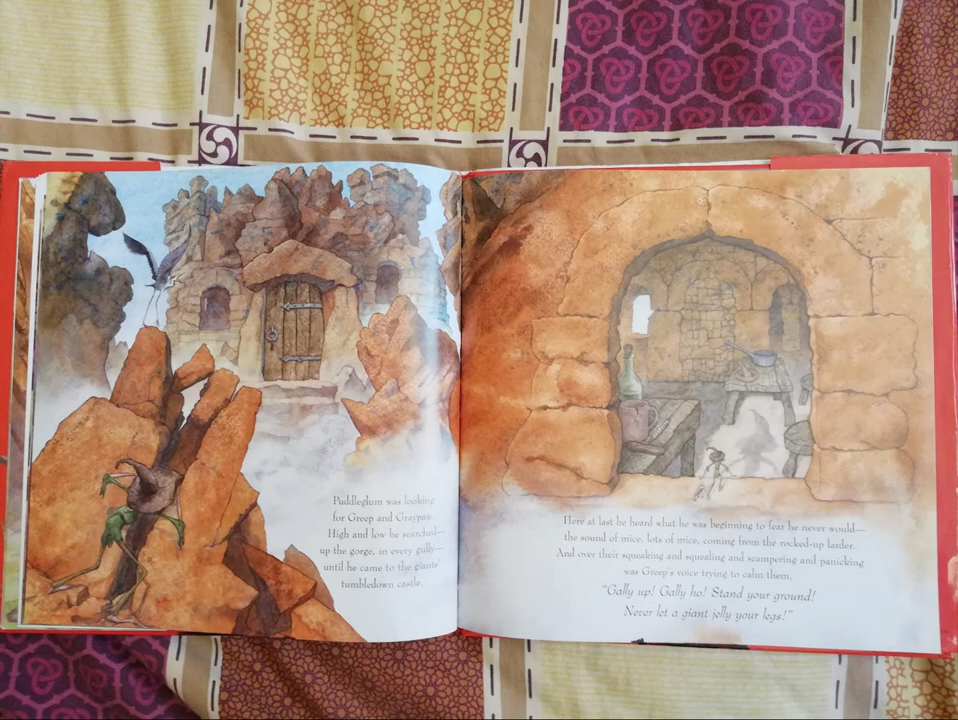 Puddleglum was looking
for Greep and Graypaw.
High and low he searched—
up the gorge, in every gully—
until he came to the giants'
tumbledown castle.
Here at last he heard what he was beginning to fear he never would—
the sound of mice, lots of mice, coming from the rocked-up larder.
And over their squeaking and squealing and scampering and panicking
was Greep's voice trying to calm them,
"Gally up! Gally ho! Stand your ground!
Never let a giant jelly your legs!"